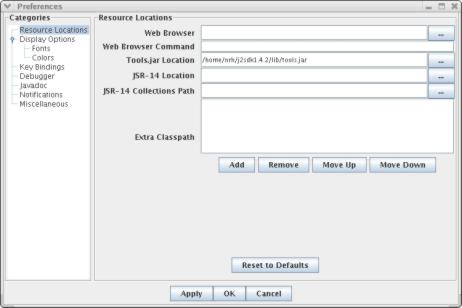 Preferences
Categories
Resource Locations
Display Options
Fonts
Colors
Key Bindings
Debugger
Javadoc
Notifications
Miscellaneous
Resource Locations
Web Browser
...
Web Browser Command
Tools.jar Location /home/nrh/j2sdk1.4.2/lib/tools.jar ...
JSR-14 Location ...
JSR-14 Collections Path ...
Extra Classpath
Add Remove Move Up Move Down
Reset to Defaults
Apply OK Cancel